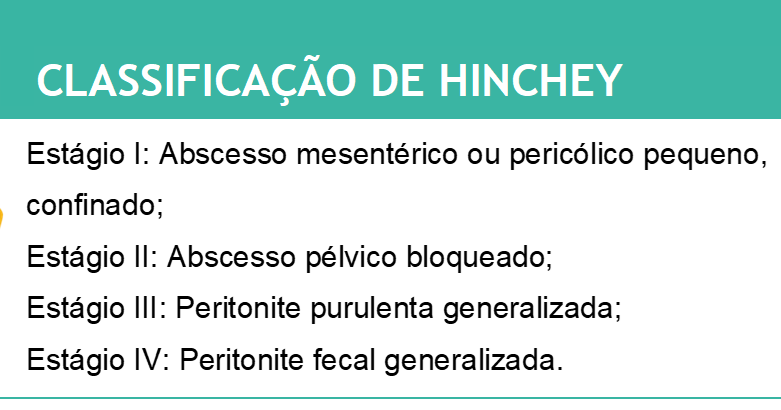 CLASSIFICAÇÃO DE HINCHEY
Estágio I: Abscesso mesentérico ou pericólico pequeno,
confinado;
Estágio II: Abscesso pélvico bloqueado;
Estágio III: Peritonite purulenta generalizada;
Estágio IV: Peritonite fecal generalizada.